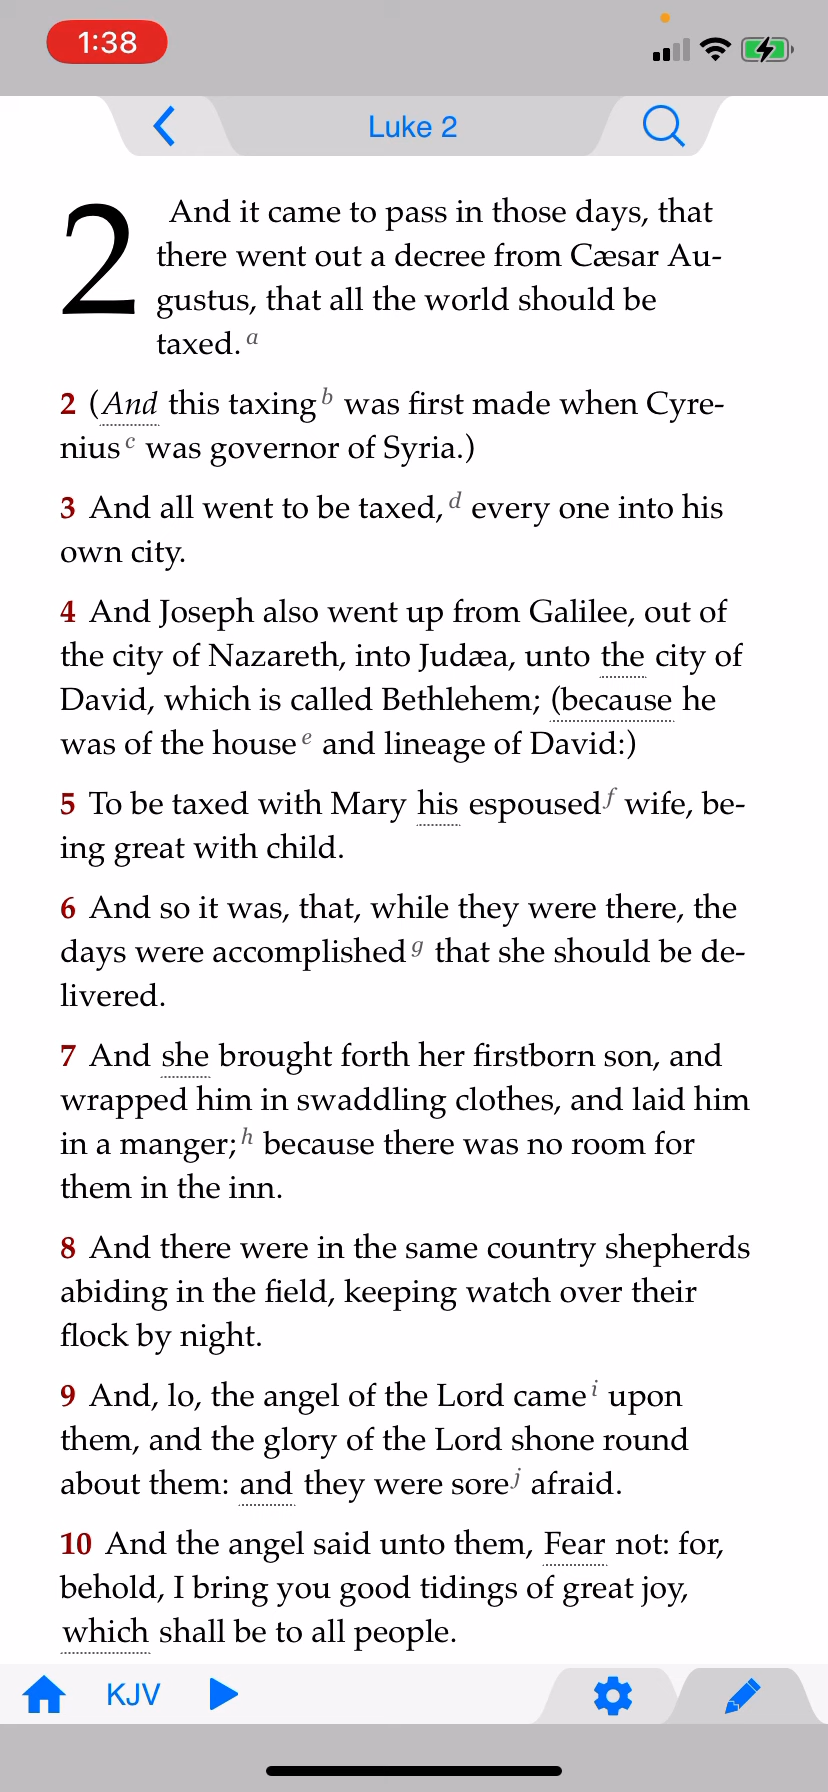 1:38
Luke 2
2 And it came to pass in those days, that
there went out a decree from Cæsar Au-
gustus, that all the world should be
taxed. a
2 (And this taxing b was first made when Cyre-
nius c was governor of Syria.)
3 And all went to be taxed, d every one into his
own city.
4 And Joseph also went up from Galilee, out of
the city of Nazareth, into Judæa, unto the city of
David, which is called Bethlehem; (because he
was of the house e and lineage of David:)
5 To be taxed with Mary his espoused f wife, be-
ing great with child.
6 And so it was, that, while they were there, the
days were accomplished g that she should be de-
livered.
7 And she brought forth her firstborn son, and
wrapped him in swaddling clothes, and laid him
in a manger; h because there was no room for
them in the inn.
8 And there were in the same country shepherds
abiding in the field, keeping watch over their
flock by night.
9 And, lo, the angel of the Lord came i upon
them, and the glory of the Lord shone round
about them: and they were sore j afraid.
10 And the angel said unto them, Fear not: for,
behold, I bring you good tidings of great joy,
which shall be to all people.
KJV